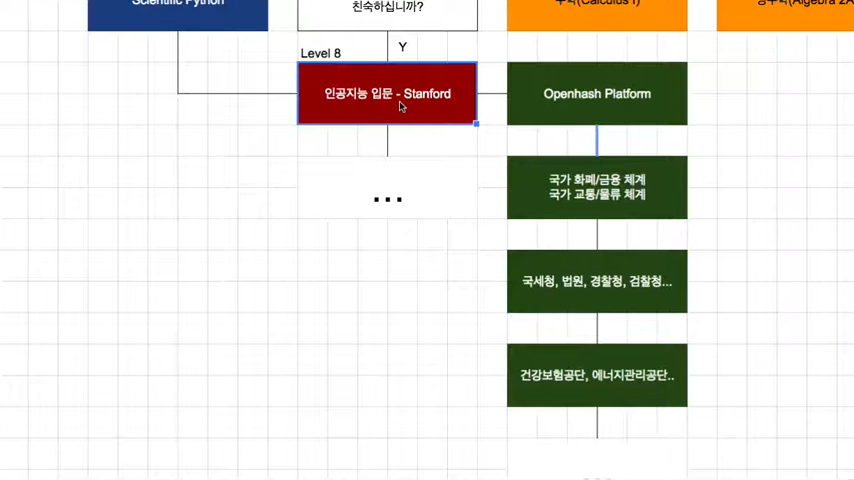 Scientific Python
친숙하십니까?
수학(Calculus I)
Y
Level 8
인공지능 입문 - Stanford
Openhash Platform
국가 화폐/금융 체계
국가 교통/물류 체계
...
국세청, 법원, 경찰청, 검찰청...
건강보험공단, 에너지관리공단..